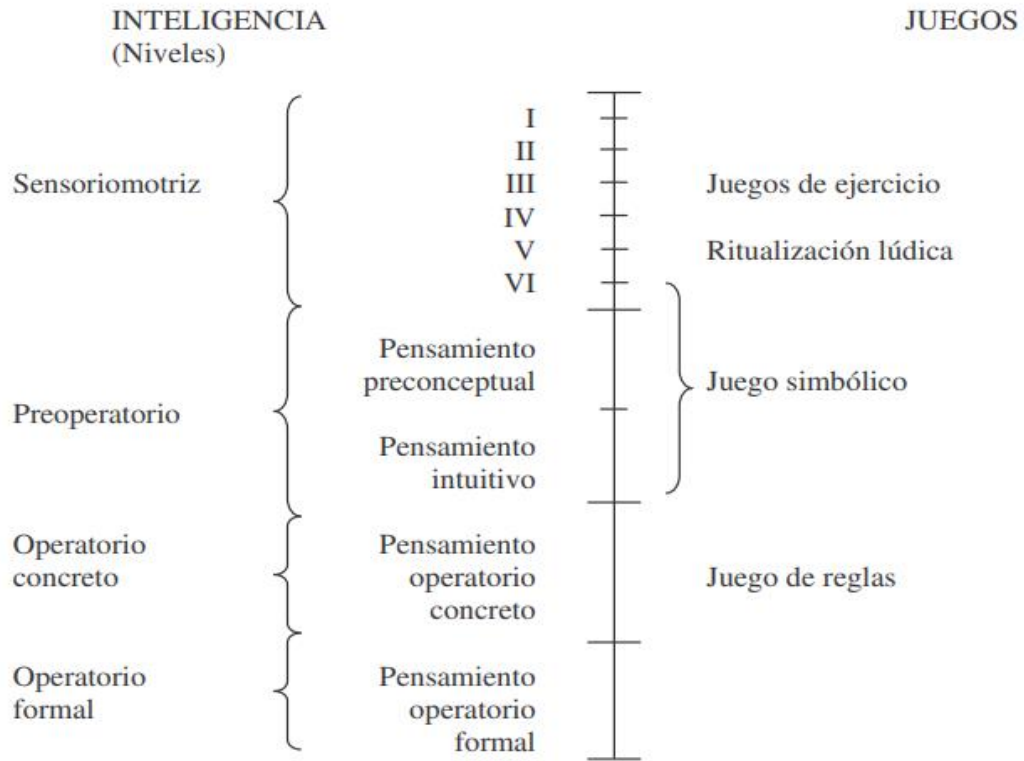 INTELIGENCIA
(Niveles)
JUEGOS
I
II
Sensoriomotriz
III
Juegos de ejercicio
IV
V
Ritualización lúdica
VI
Pensamiento
preconceptual
Juego simbólico
Preoperatorio
Pensamiento
intuitivo
Operatorio
concreto
Pensamiento
operatorio
concreto
Juego de reglas
Operatorio
formal
Pensamiento
operatorio
formal